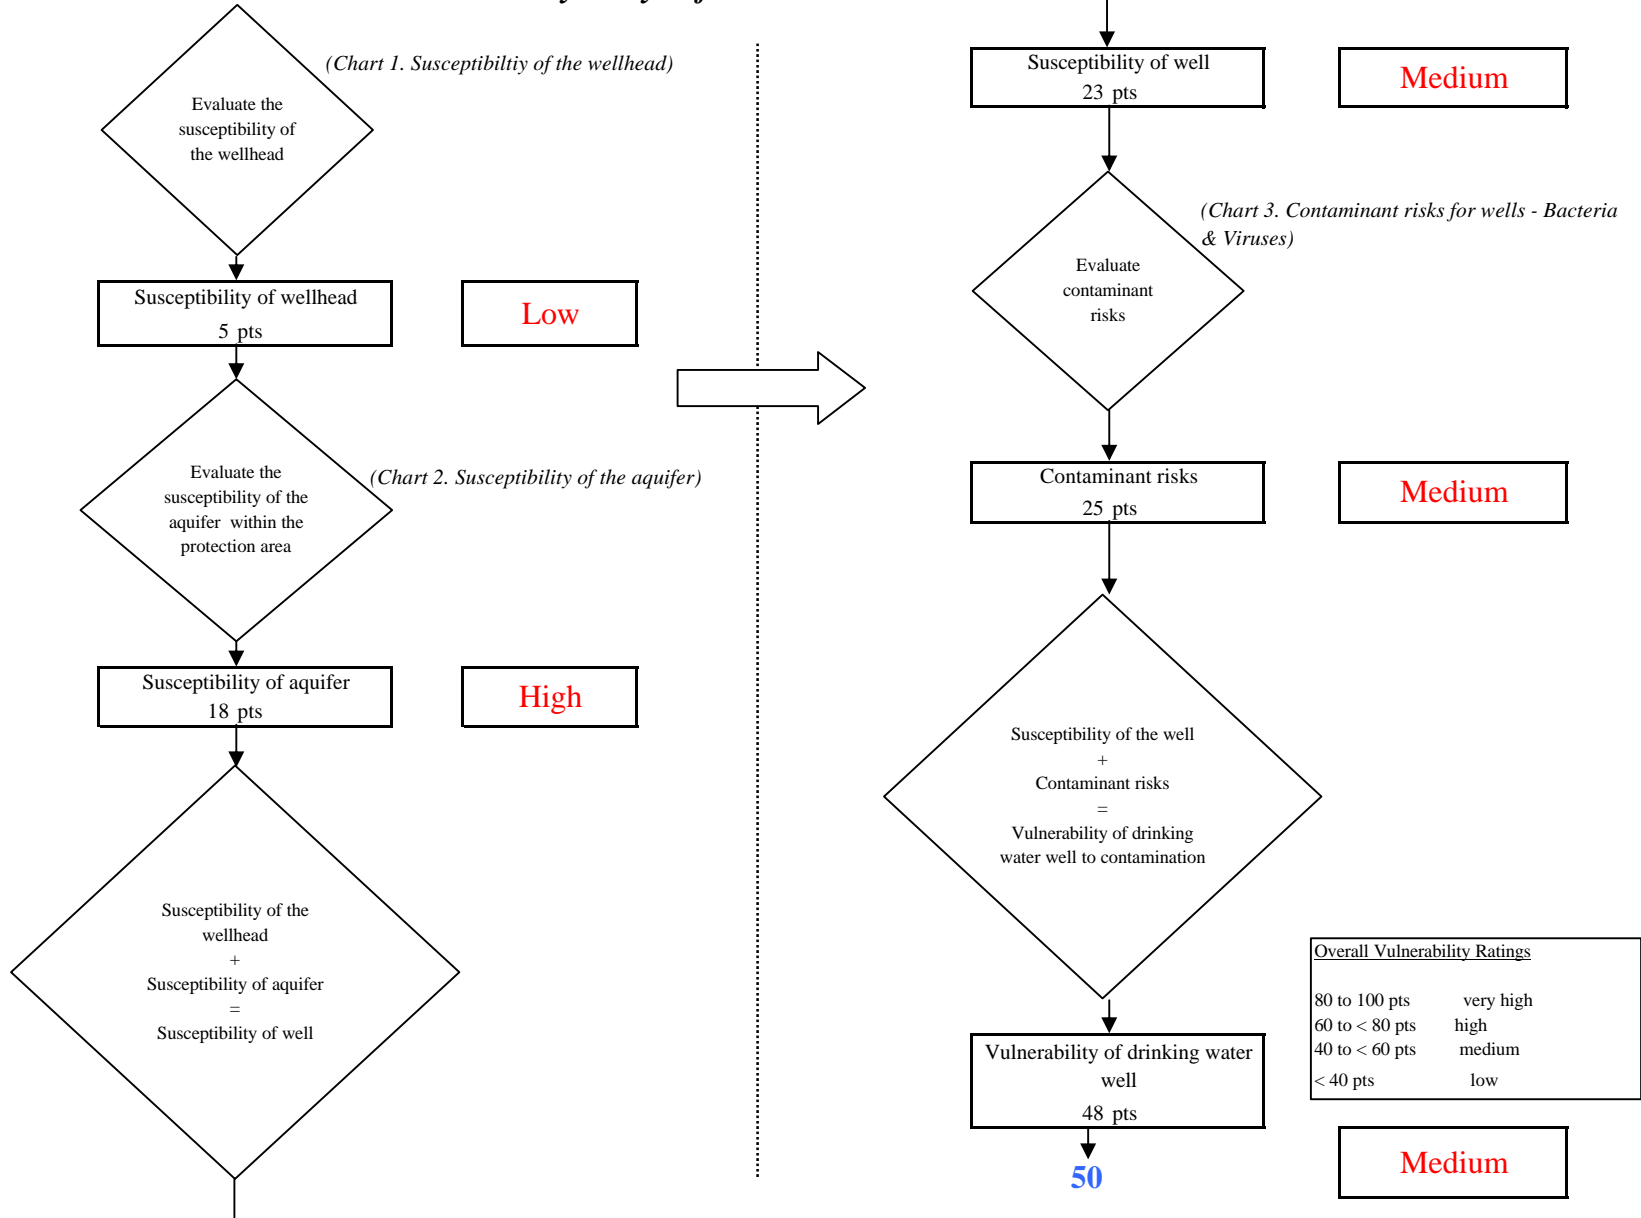 (Chart 1. Susceptibiltiy of the wellhead)
Evaluate the
susceptibility of
the wellhead
Susceptibility of wellhead
5 pts
Low
(Chart 2. Susceptibility of the aquifer)
Evaluate the
susceptibility of the
aquifer within the
protection area
Susceptibility of aquifer
18 pts
High
Susceptibility of the
wellhead
+
Susceptibility of aquifer
=
Susceptibility of well
Susceptibility of well
23 pts
Medium
(Chart 3. Contaminant risks for wells - Bacteria
& Viruses)
Evaluate
contaminant
risks
Contaminant risks
25 pts
Medium
Susceptibility of the well
+
Contaminant risks
=
Vulnerability of drinking
water well to contamination
Overall Vulnerability Ratings
80 to 100 pts very high
60 to < 80 pts high
40 to < 60 pts medium
< 40 pts low
Vulnerability of drinking water
well
48 pts
50
Medium